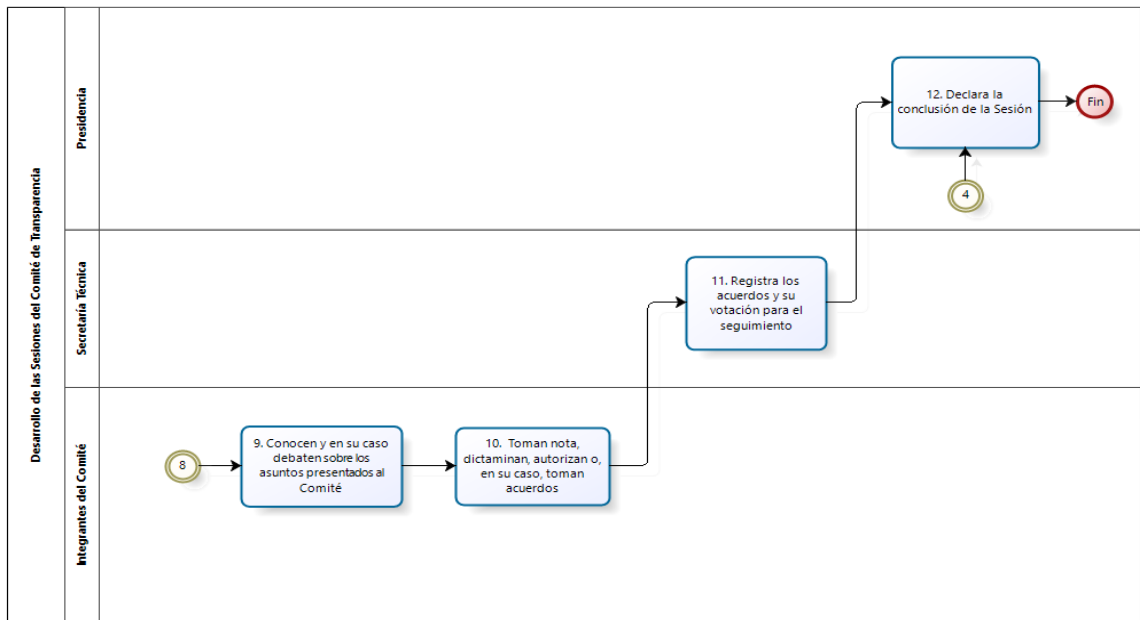 Desarrollo de las Sesiones del Comité de Transparencia
Presidencia
12. Declara la
conclusión de la Sesión
Fin
4
Secretaría Técnica
11. Registra los
acuerdos y su
votación para el
seguimiento
Integrantes del Comité
8
9. Conocen y en su caso
debaten sobre los
asuntos presentados al
Comité
10. Toman nota,
dictaminan, autorizan o,
en su caso, toman
acuerdos